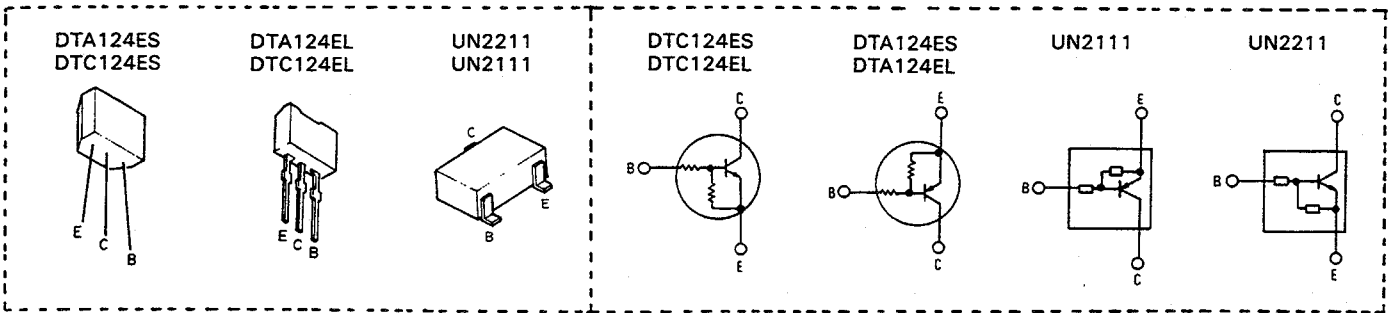 DTA124ES DTA124EL UN2211 DTC124ES DTA124ES UN2111 UN2211
DTC124ES DTC124EL UN2111 DTC124EL DTA124EL
C E E C
C
B B B B
E
E C B
E C B
B
E C C E